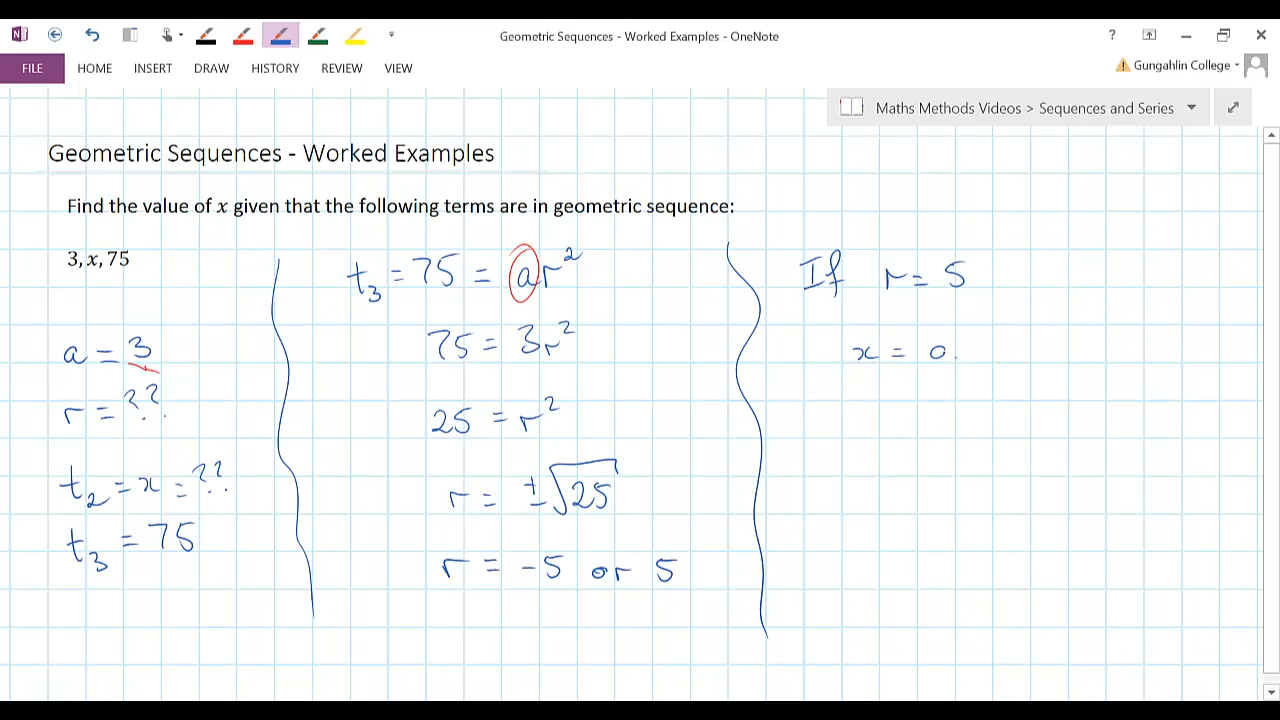 Geometric Sequences - Worked Examples - OneNote
?
FILE HOME INSERT DRAW HISTORY REVIEW VIEW
Gungahlin College
Maths Methods Videos > Sequences and Series
Geometric Sequences - Worked Examples
Find the value of x given that the following terms are in geometric sequence:
3, x, 75
a = 3
r = ??
t₂ = x = ??
t₃ = 75
t₃ = 75 = ar²
75 = 3r²
25 = r²
r = ±√25
r = -5 or 5
If r = 5
x =